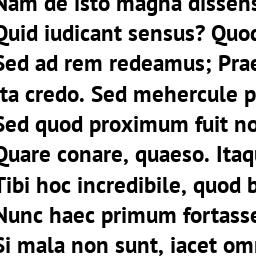 Nam de isto magna dissens
Quid iudicant sensus? Quod
Sed ad rem redeamus; Prae
Ita credo. Sed mehercule p
Sed quod proximum fuit no
Quare conare, quaeso. Itaq
Tibi hoc incredibile, quod b
Nunc haec primum fortasse
Si mala non sunt, iacet om